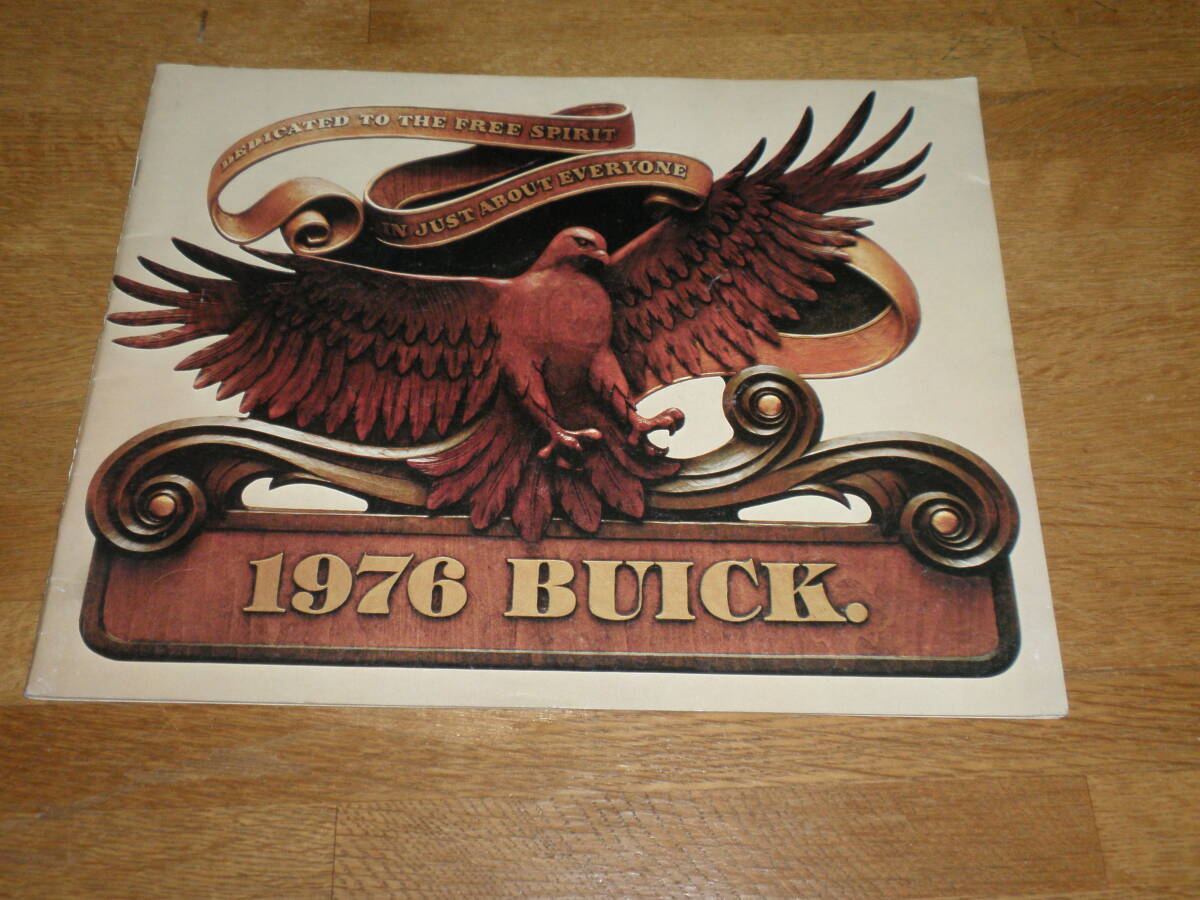 DEDICATED TO THE FREE SPIRIT
IN JUST ABOUT EVERYONE
1976 BUICK.